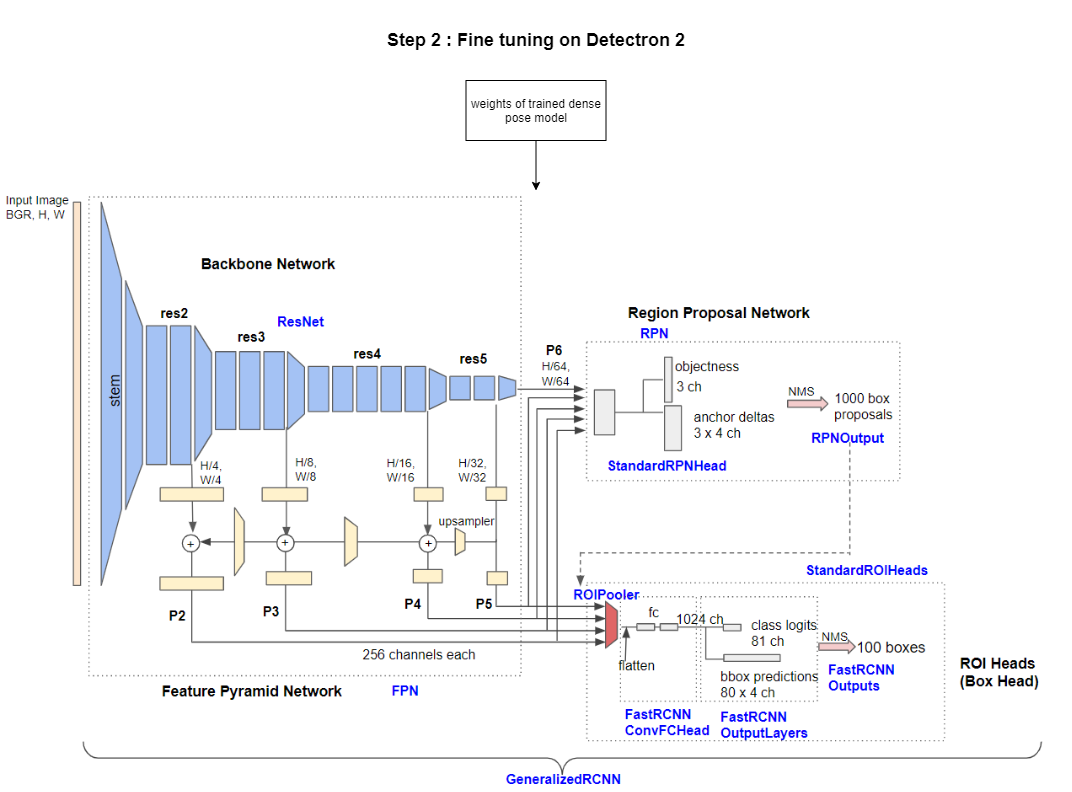 Step 2 : Fine tuning on Detectron 2
weights of trained dense
pose model
Input Image
BGR, H, W
Backbone Network
res2
ResNet
res3
res4
res5
stem
P6
H/64,
W/64
Region Proposal Network
RPN
objectness
3 ch
anchor deltas
3 x 4 ch
NMS
1000 box
proposals
RPNOutput
StandardRPNHead
H/4,
W/4
H/8,
W/8
H/16,
W/16
H/32,
W/32
upsampler
+
+
+
P2
P3
P4
P5
256 channels each
Feature Pyramid Network
FPN
StandardROIHeads
ROIPooler
fc
1024 ch
flatten
class logits
81 ch
bbox predictions
80 x 4 ch
NMS
100 boxes
FastRCNN
Outputs
FastRCNN
ConvFCHead
FastRCNN
OutputLayers
ROI Heads
(Box Head)
GeneralizedRCNN